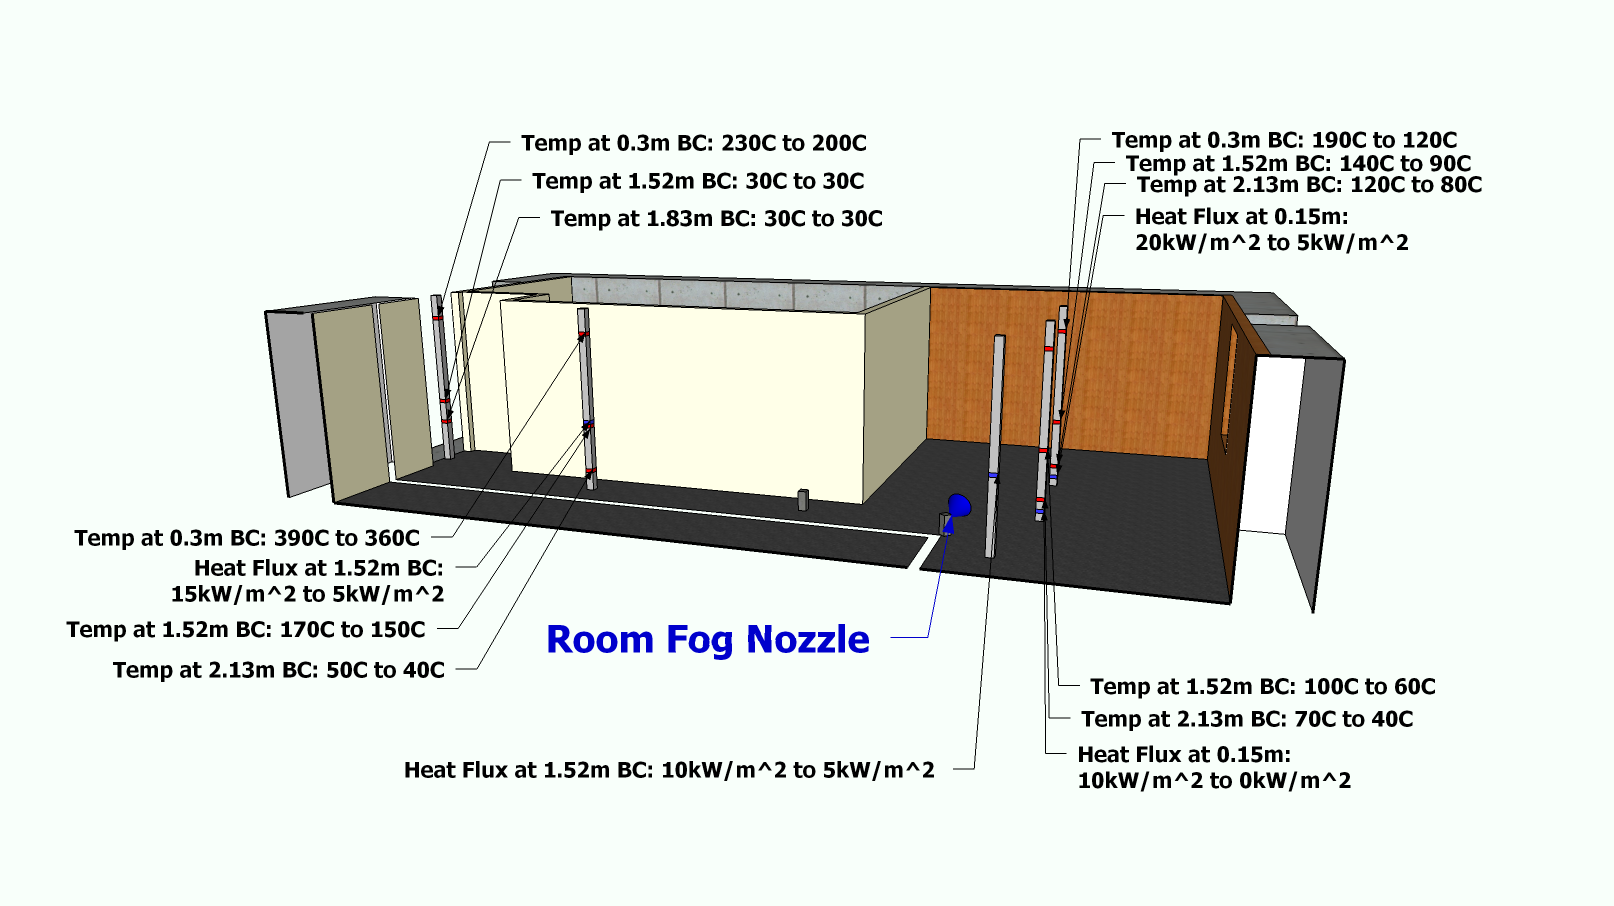 Temp at 0.3m BC: 230C to 200C
Temp at 1.52m BC: 30C to 30C
Temp at 1.83m BC: 30C to 30C
Temp at 0.3m BC: 190C to 120C
Temp at 1.52m BC: 140C to 90C
Temp at 2.13m BC: 120C to 80C
Heat Flux at 0.15m:
20kW/m^2 to 5kW/m^2
Temp at 0.3m BC: 390C to 360C
Heat Flux at 1.52m BC:
15kW/m^2 to 5kW/m^2
Temp at 1.52m BC: 170C to 150C
Temp at 2.13m BC: 50C to 40C
Room Fog Nozzle
Heat Flux at 1.52m BC: 10kW/m^2 to 5kW/m^2
Temp at 1.52m BC: 100C to 60C
Temp at 2.13m BC: 70C to 40C
Heat Flux at 0.15m:
10kW/m^2 to 0kW/m^2